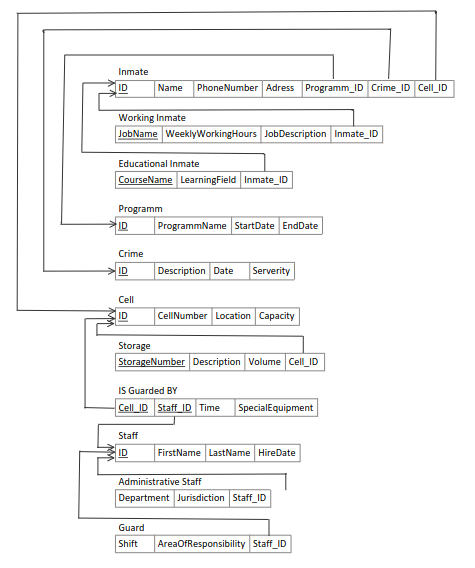 Inmate
ID Name PhoneNumber Adress Programm_ID Crime_ID Cell_ID
Working Inmate
JobName WeeklyWorkingHours JobDescription Inmate_ID
Educational Inmate
CourseName LearningField Inmate_ID
Programm
ID ProgrammName StartDate EndDate
Crime
ID Description Date Serverity
Cell
ID CellNumber Location Capacity
Storage
StorageNumber Description Volume Cell_ID
IS Guarded BY
Cell_ID Staff_ID Time SpecialEquipment
Staff
ID FirstName LastName HireDate
Administrative Staff
Department Jurisdiction Staff_ID
Guard
Shift AreaOfResponsibility Staff_ID